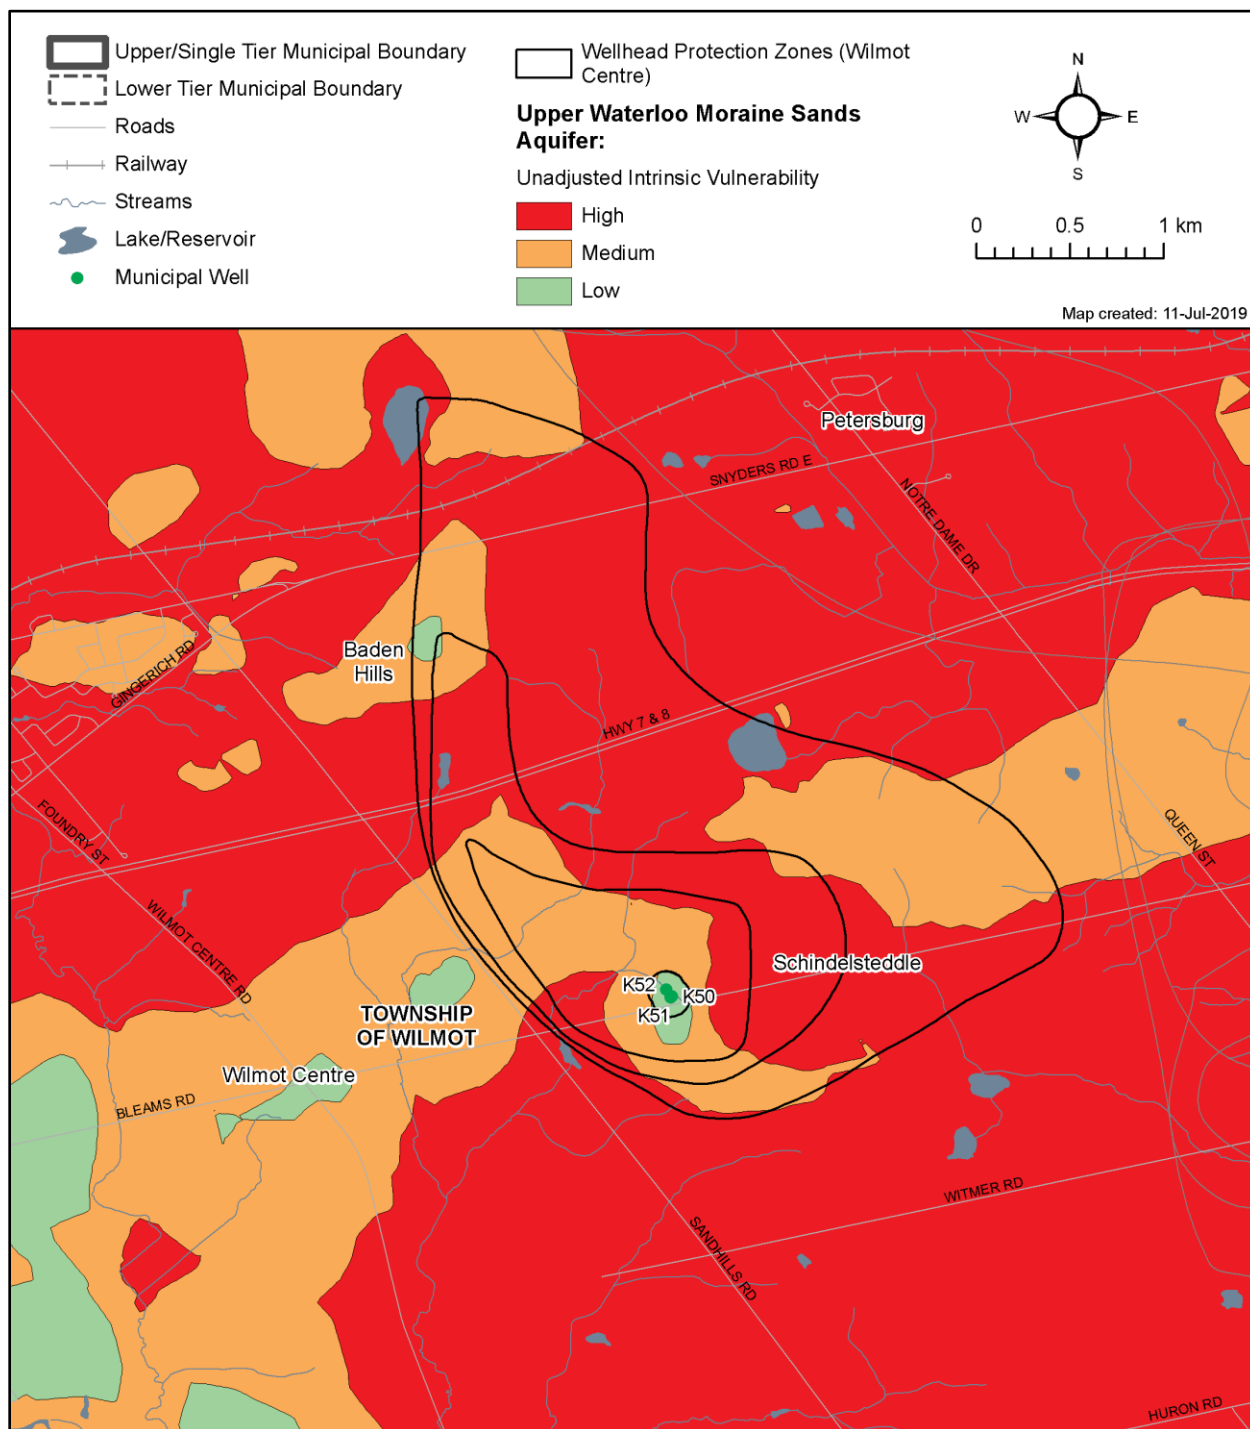 Upper/Single Tier Municipal Boundary
Lower Tier Municipal Boundary
Roads
Railway
Streams
Lake/Reservoir
Municipal Well
Wellhead Protection Zones (Wilmot
Centre)
Upper Waterloo Moraine Sands
Aquifer:
Unadjusted Intrinsic Vulnerability
High
Medium
Low
N
W E
S
0 0.5 1 km
Map created: 11-Jul-2019
Petersburg
SNYDERS RD E
NOTRE DAME DR
Baden
Hills
GINGERICH RD
HWY 7 & 8
FOUNDRY ST
QUEEN ST
WILMOT CENTRE RD
Schindelsteddle
K52
K50
K51
TOWNSHIP
OF WILMOT
Wilmot Centre
BLEAMS RD
WITMER RD
SANDHILLS RD
HURON RD